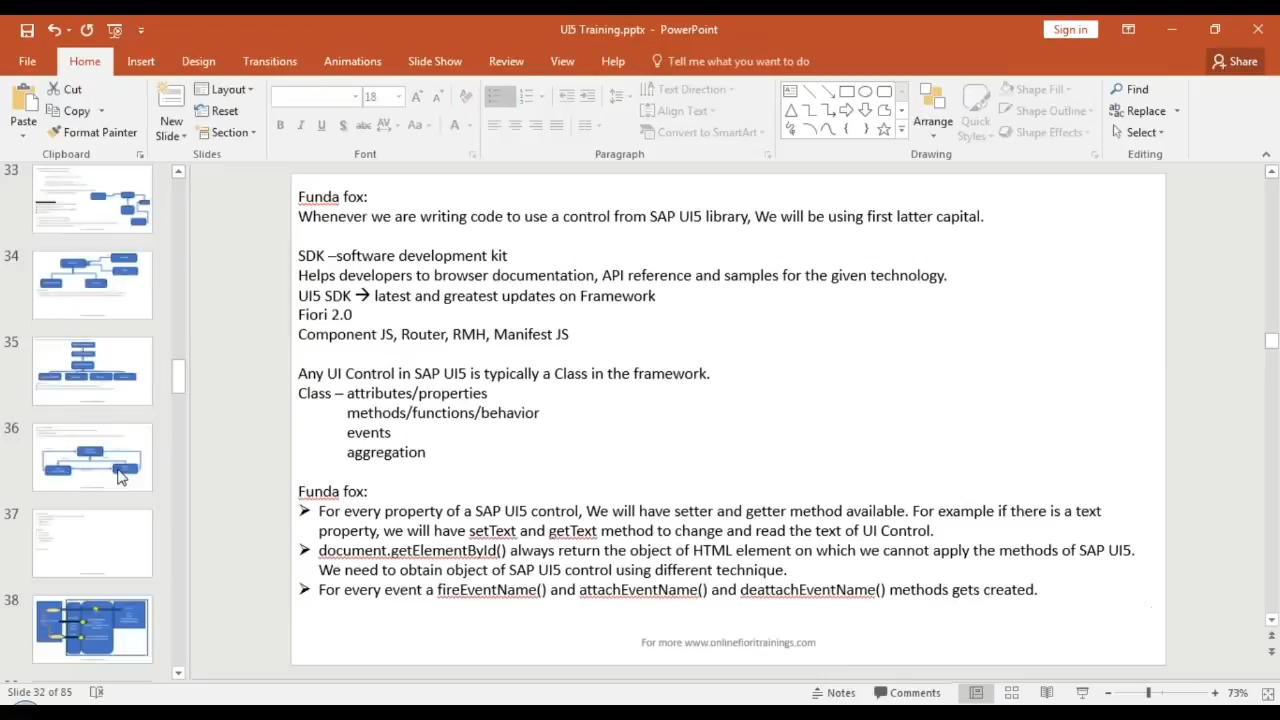 UI5 Training.pptx - PowerPoint
Sign in
File Home Insert Design Transitions Animations Slide Show Review View Help Tell me what you want to do Share
Paste
Cut
Copy
Format Painter
Clipboard
New Slide
Layout
Reset
Section
Slides
18
B I U S abc AV Aa A
Font
Text Direction
Align Text
Convert to SmartArt
Paragraph
Arrange
Quick Styles
Shape Fill
Shape Outline
Shape Effects
Drawing
Find
Replace
Select
Editing
33
34
35
36
37
38
Funda fox:
Whenever we are writing code to use a control from SAP UI5 library, We will be using first latter capital.
SDK –software development kit
Helps developers to browser documentation, API reference and samples for the given technology.
UI5 SDK → latest and greatest updates on Framework
Fiori 2.0
Component JS, Router, RMH, Manifest JS
Any UI Control in SAP UI5 is typically a Class in the framework.
Class – attributes/properties
methods/functions/behavior
events
aggregation
Funda fox:
➢ For every property of a SAP UI5 control, We will have setter and getter method available. For example if there is a text
property, we will have setText and getText method to change and read the text of UI Control.
➢ document.getElementById() always return the object of HTML element on which we cannot apply the methods of SAP UI5.
We need to obtain object of SAP UI5 control using different technique.
➢ For every event a fireEventName() and attachEventName() and deattachEventName() methods gets created.
For more www.onlinefioritrainings.com
Slide 32 of 85
Notes Comments 73%